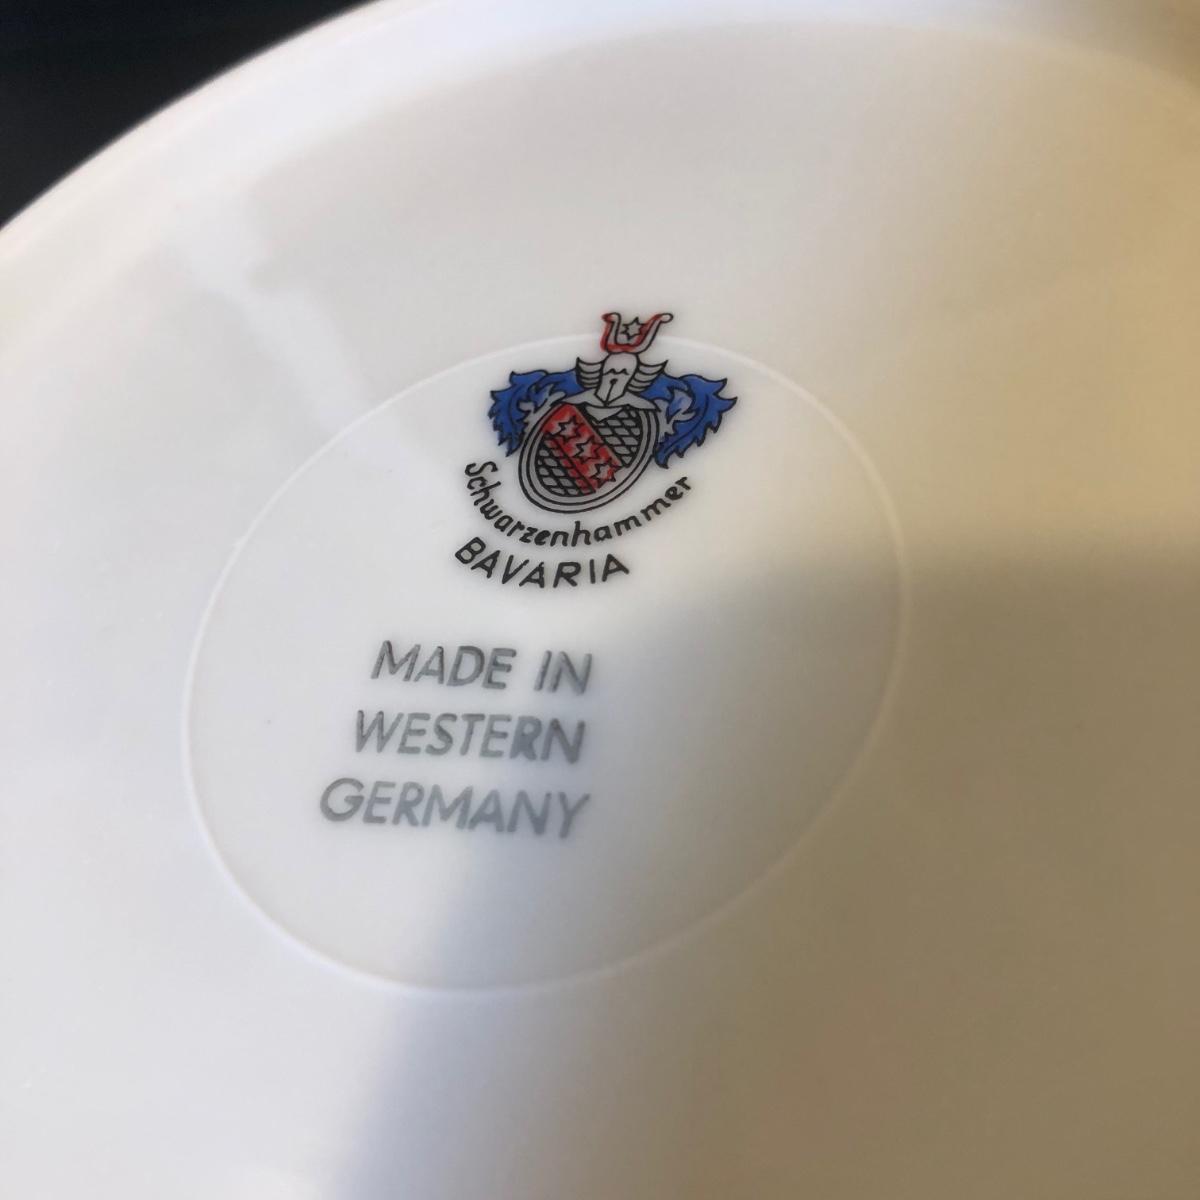 Schwarzenhammer
BAVARIA
MADE IN
WESTERN
GERMANY